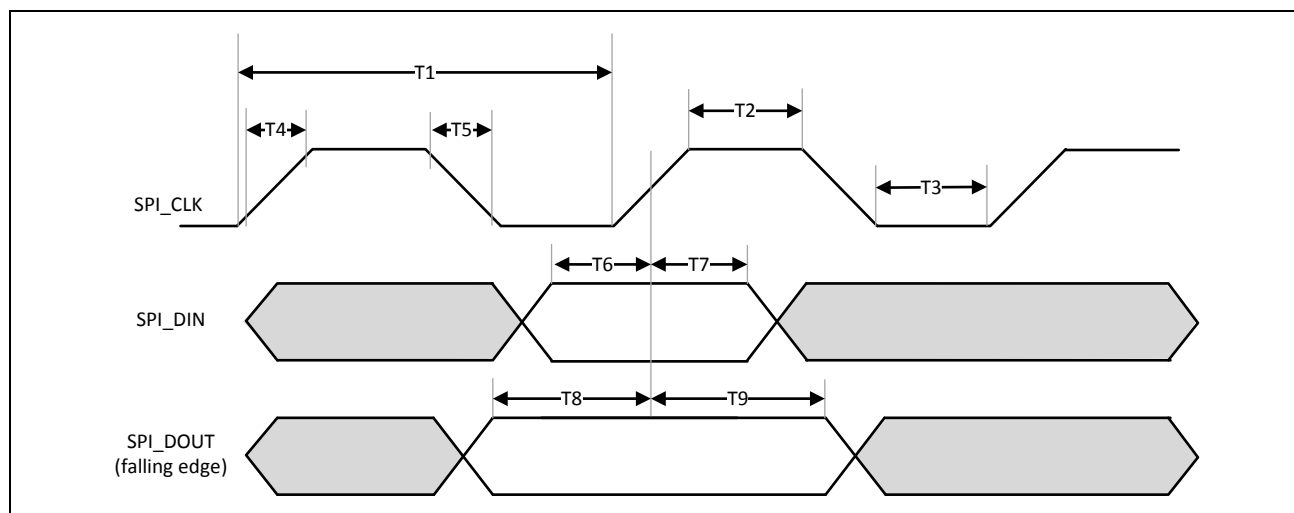 T1
T4
T5
T2
T3
SPI_CLK
T6
T7
SPI_DIN
T8
T9
SPI_DOUT
(falling edge)